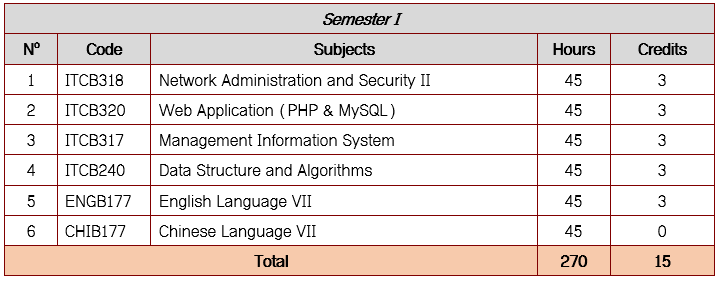 Semester I
Nº Code Subjects Hours Credits
1 ITCB318 Network Administration and Security II 45 3
2 ITCB320 Web Application (PHP & MySQL) 45 3
3 ITCB317 Management Information System 45 3
4 ITCB240 Data Structure and Algorithms 45 3
5 ENGB177 English Language VII 45 3
6 CHIB177 Chinese Language VII 45 0
Total 270 15